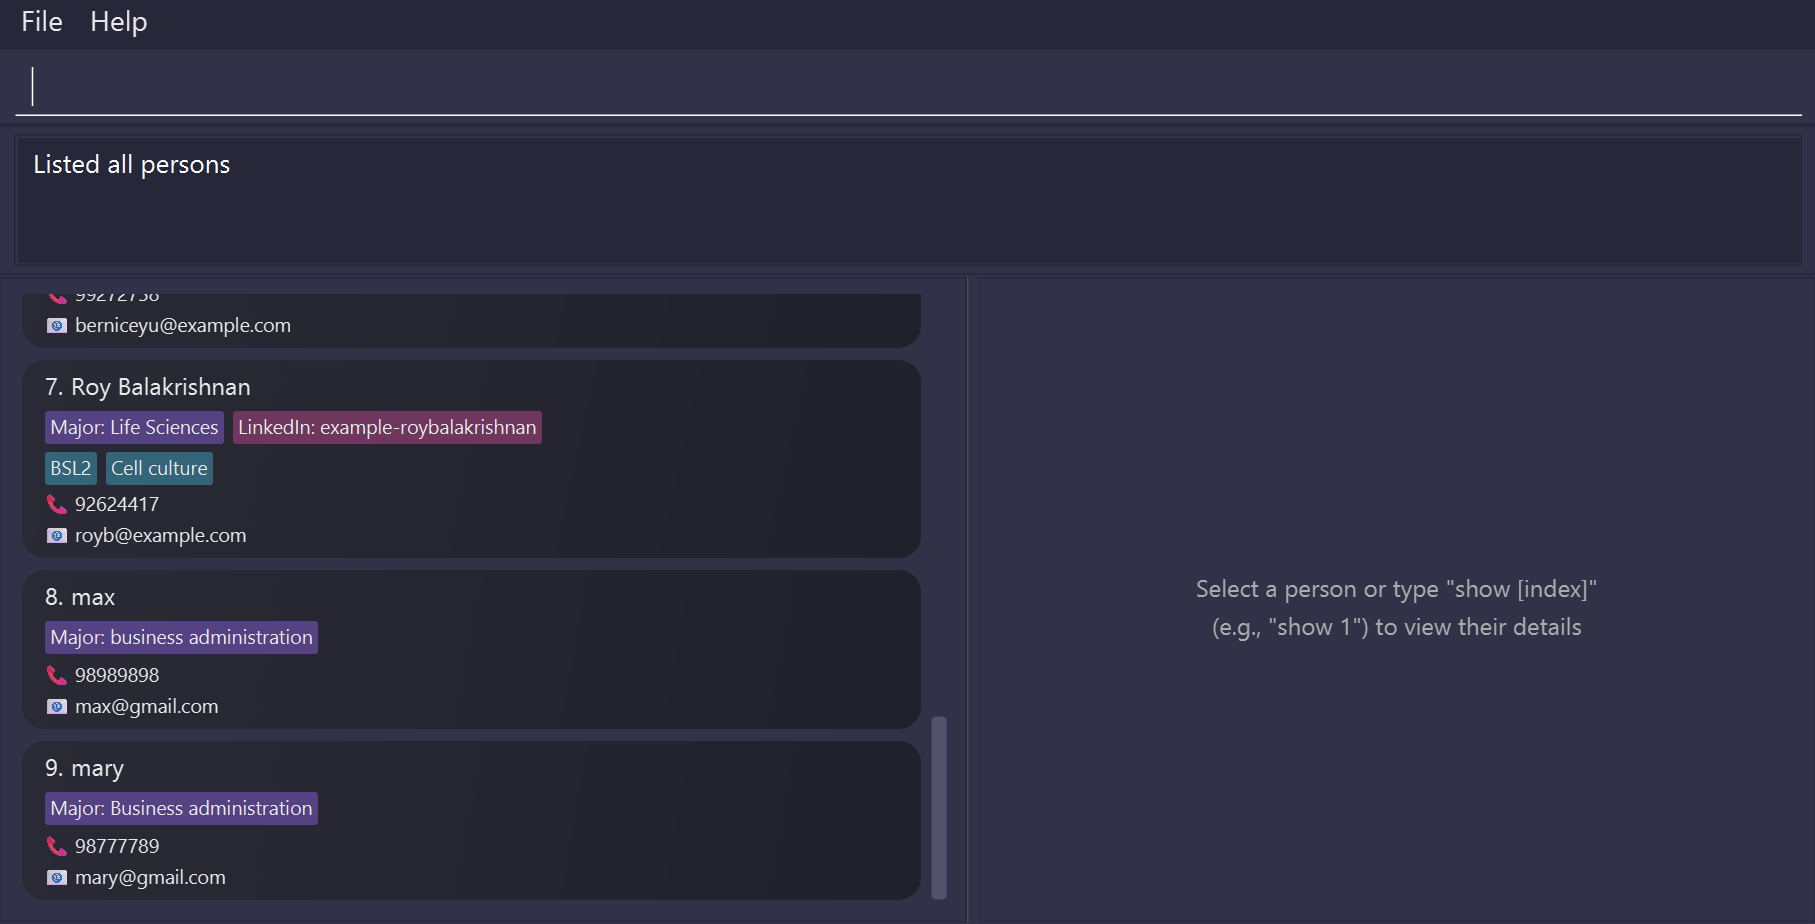 File Help
Listed all persons
99272758
berniceyu@example.com
7. Roy Balakrishnan
Major: Life Sciences LinkedIn: example-roybalakrishnan
BSL2 Cell culture
92624417
royb@example.com
8. max
Major: business administration
98989898
max@gmail.com
9. mary
Major: Business administration
98777789
mary@gmail.com
Select a person or type "show [index]"
(e.g., "show 1") to view their details